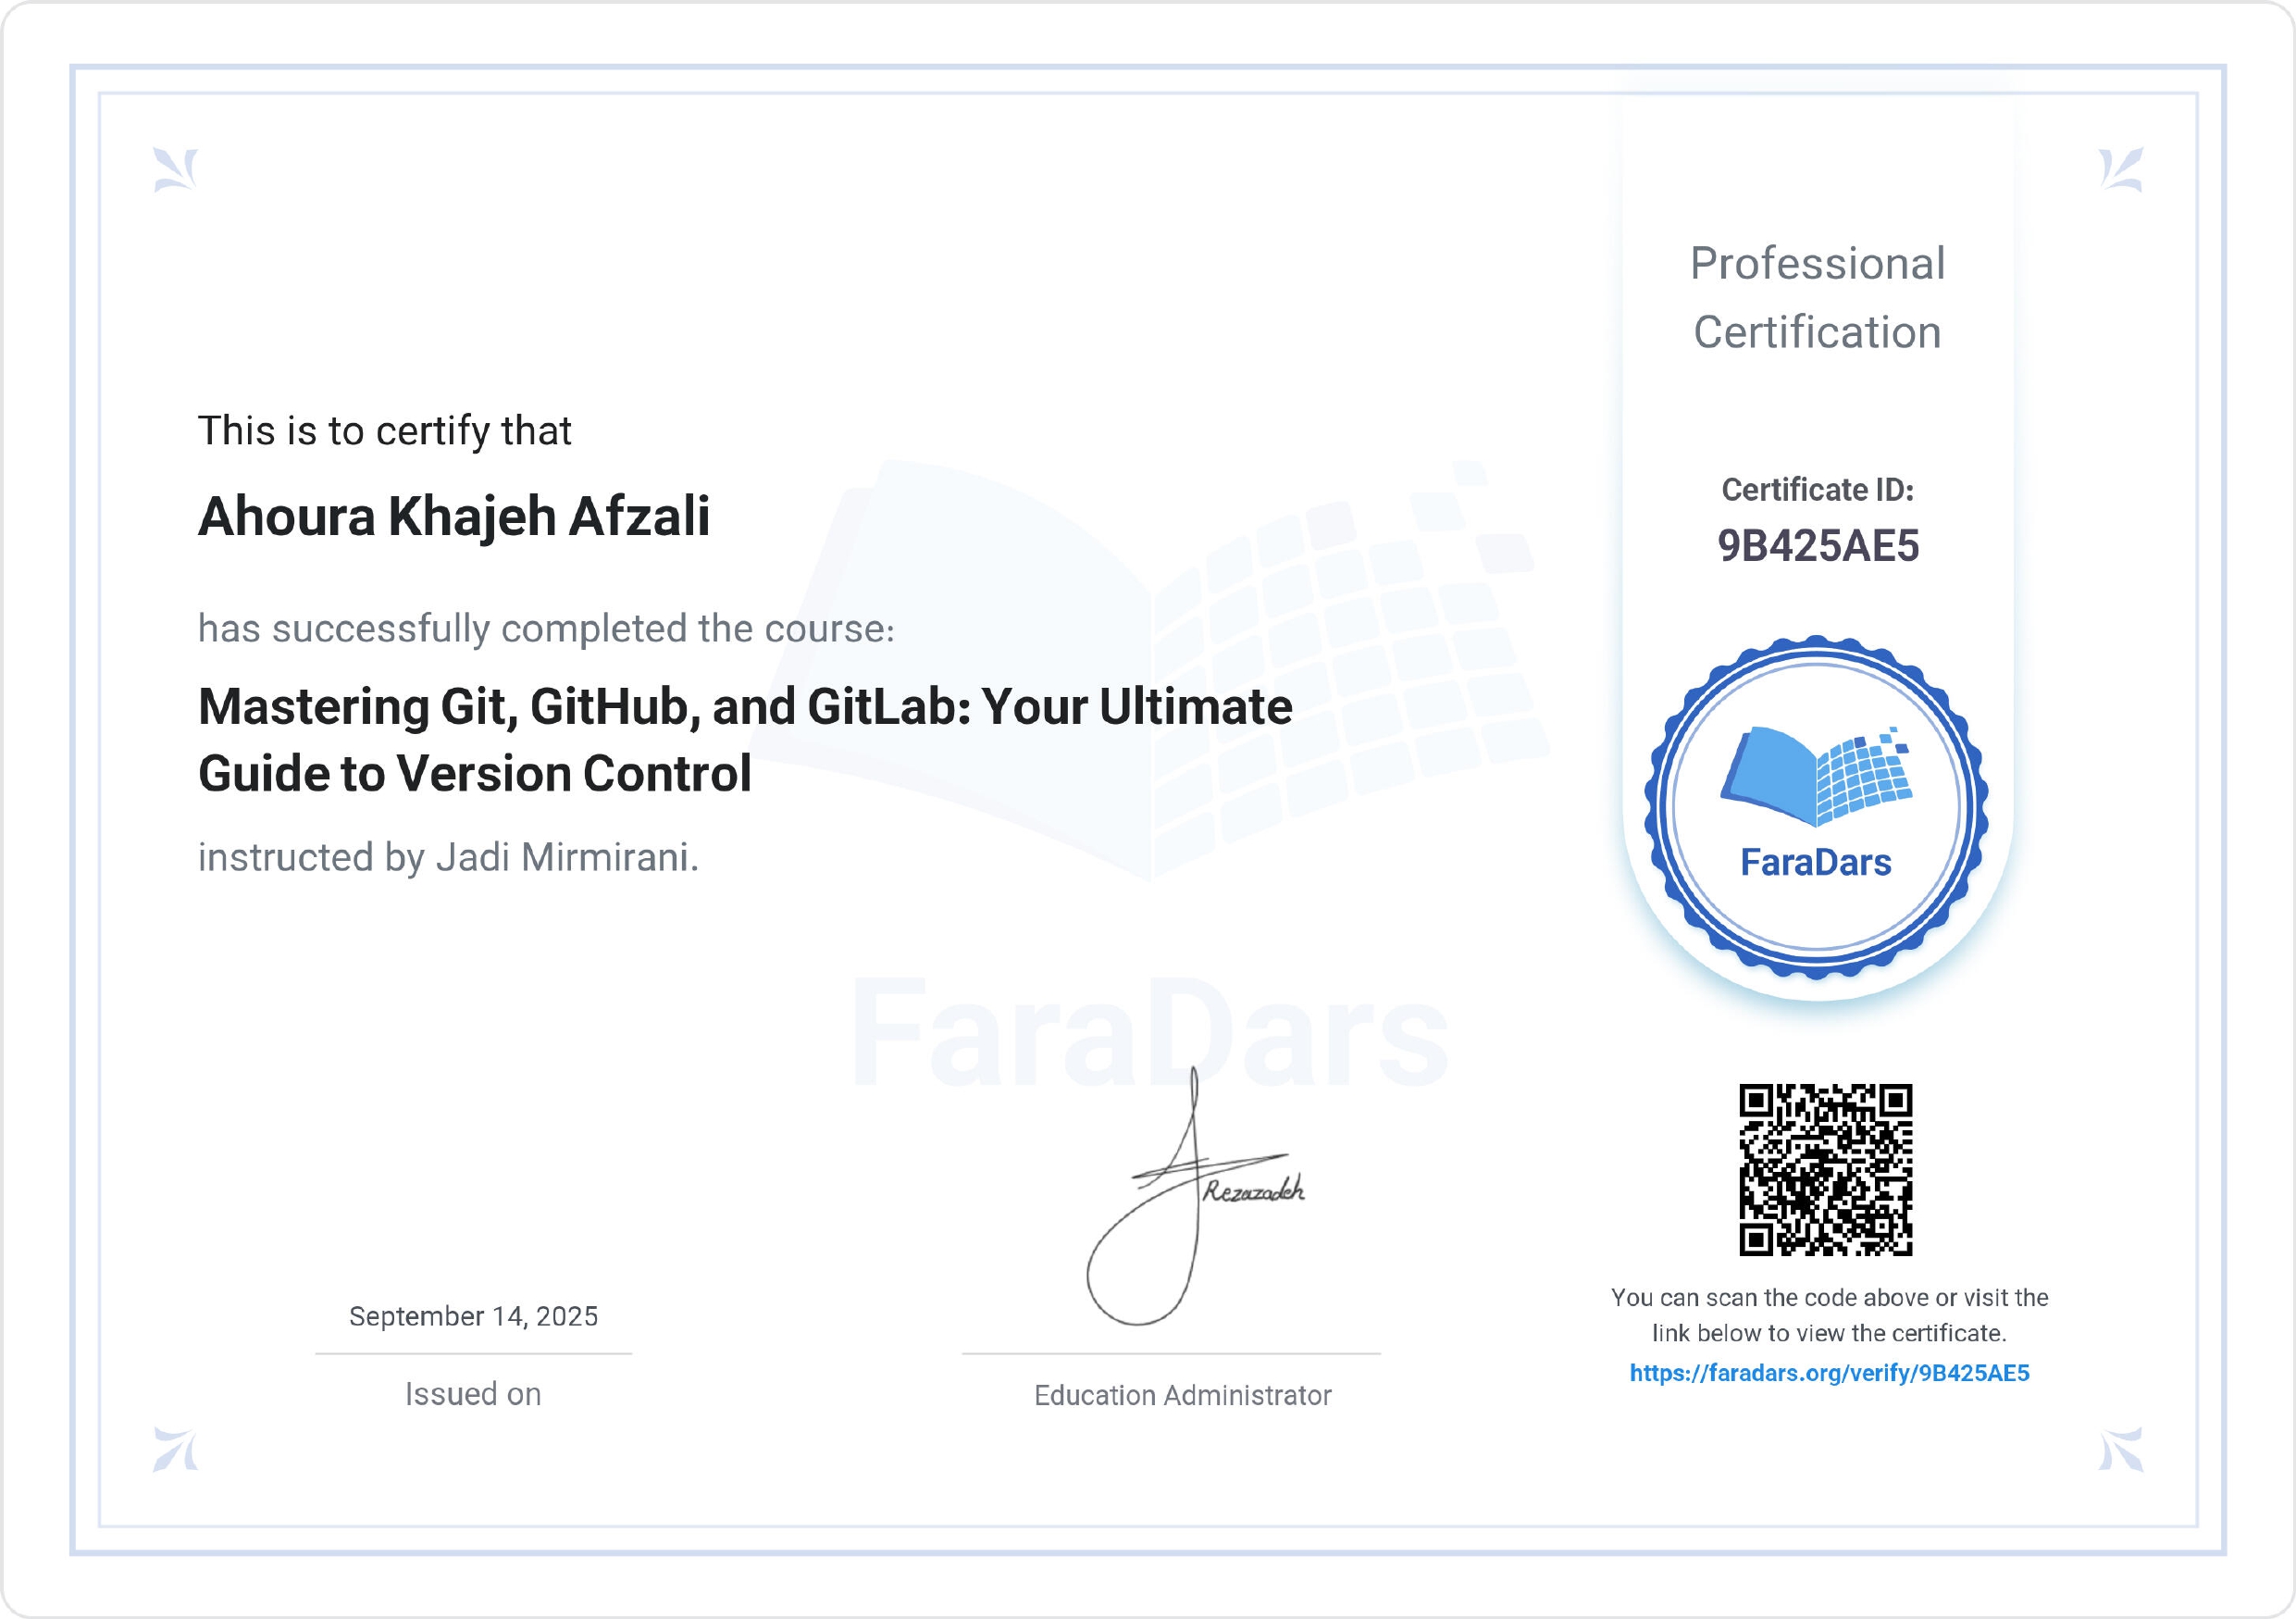 This is to certify that
Ahoura Khajeh Afzali
has successfully completed the course:
Mastering Git, GitHub, and GitLab: Your Ultimate
Guide to Version Control
instructed by Jadi Mirmirani.
FaraDars
September 14, 2025
Issued on
Rezazadeh
Education Administrator
Professional
Certification
Certificate ID:
9B425AE5
FaraDars
You can scan the code above or visit the
link below to view the certificate.
https://faradars.org/verify/9B425AE5